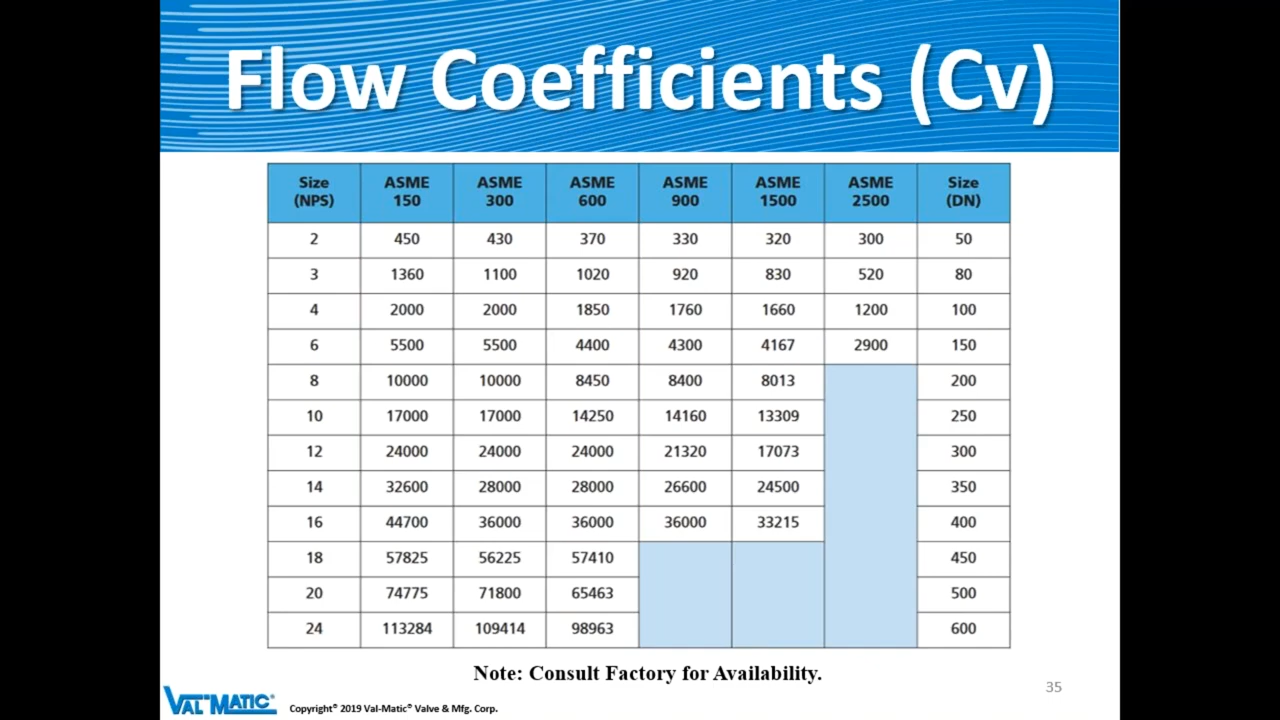 Flow Coefficients (Cv)
Size (NPS) ASME 150 ASME 300 ASME 600 ASME 900 ASME 1500 ASME 2500 Size (DN)
2 450 430 370 330 320 300 50
3 1360 1100 1020 920 830 520 80
4 2000 2000 1850 1760 1660 1200 100
6 5500 5500 4400 4300 4167 2900 150
8 10000 10000 8450 8400 8013 200
10 17000 17000 14250 14160 13309 250
12 24000 24000 24000 21320 17073 300
14 32600 28000 28000 26600 24500 350
16 44700 36000 36000 36000 33215 400
18 57825 56225 57410 450
20 74775 71800 65463 500
24 113284 109414 98963 600
Note: Consult Factory for Availability.
35
VAL-MATIC®
Copyright® 2019 Val-Matic® Valve & Mfg. Corp.